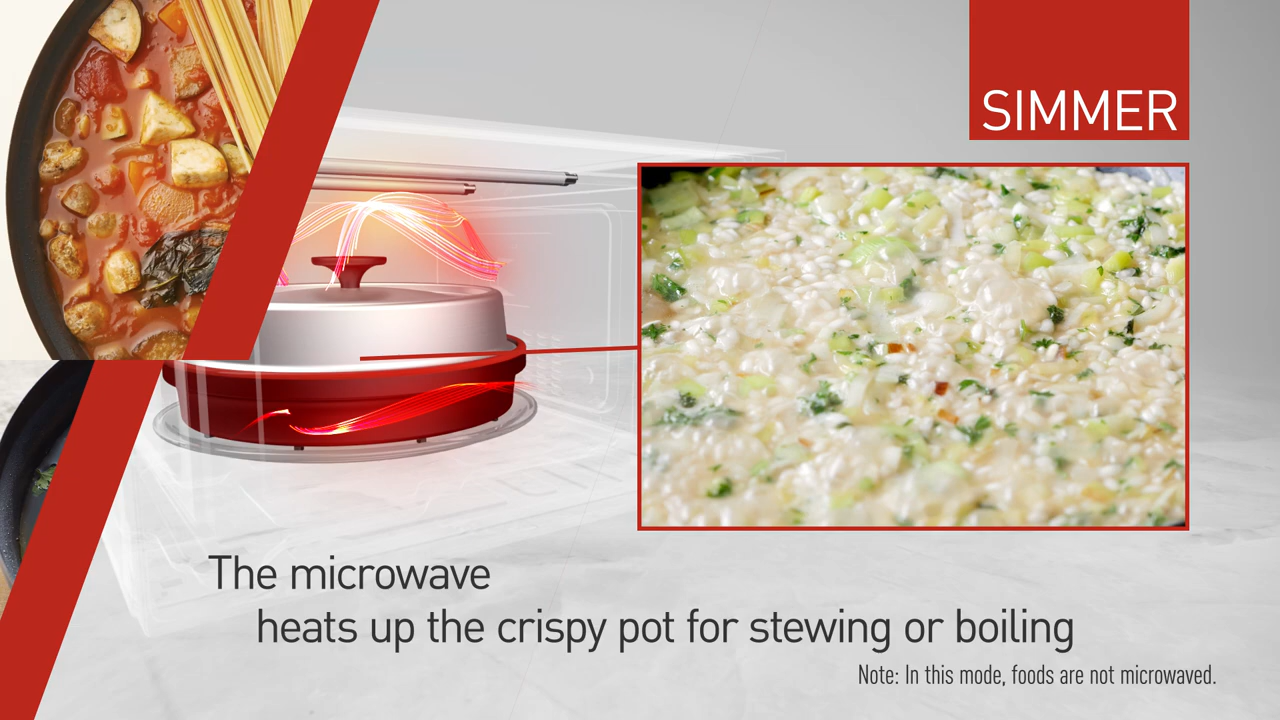 SIMMER
The microwave
heats up the crispy pot for stewing or boiling
Note: In this mode, foods are not microwaved.